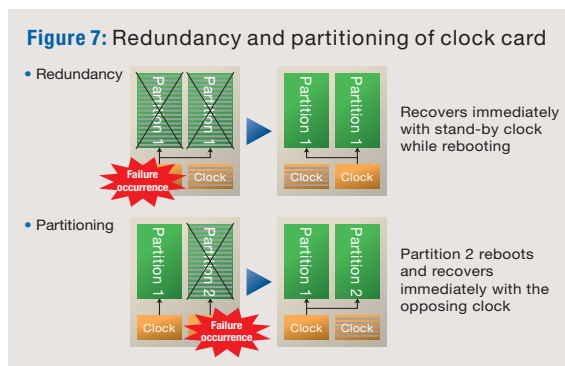 Figure 7: Redundancy and partitioning of clock card
• Redundancy
Partition 1
Partition 1
Failure
occurrence
Clock
Partition 1
Partition 1
Clock
Clock
Recovers immediately
with stand-by clock
while rebooting
• Partitioning
Partition 1
Partition 2
Clock
Failure
occurrence
Partition 1
Partition 2
Clock
Clock
Partition 2 reboots
and recovers
immediately with the
opposing clock